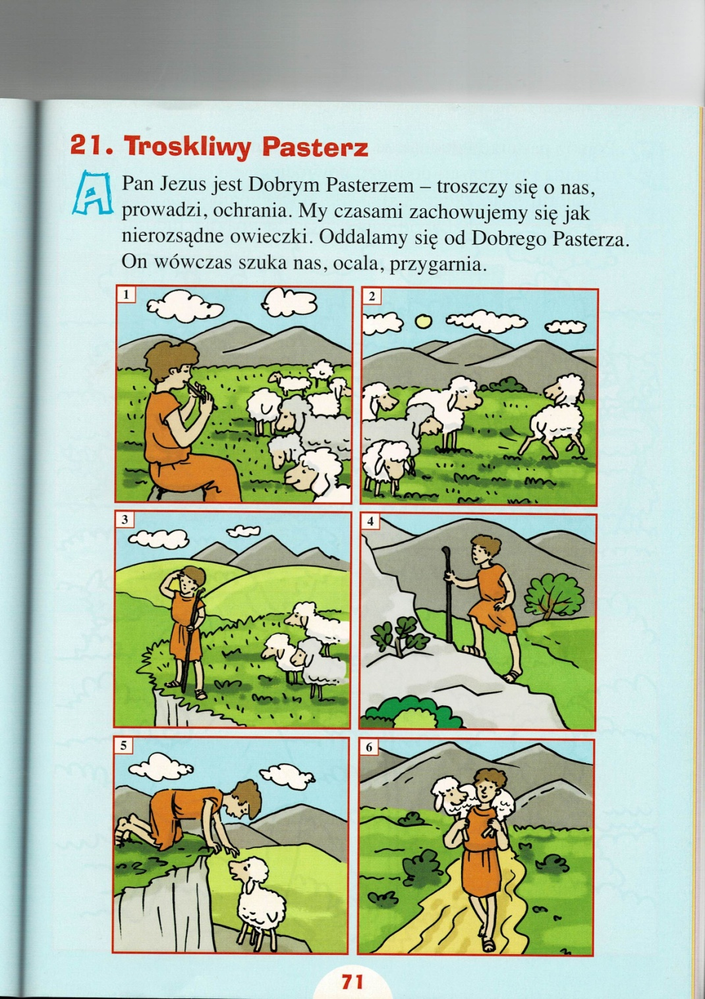 21. Troskliwy Pasterz
A
Pan Jezus jest Dobrym Pasterzem – troszczy się o nas,
prowadzi, ochrania. My czasami zachowujemy się jak
nierozsądne owieczki. Oddalamy się od Dobrego Pasterza.
On wówczas szuka nas, ocala, przygarnia.
1
2
3
4
5
6
71